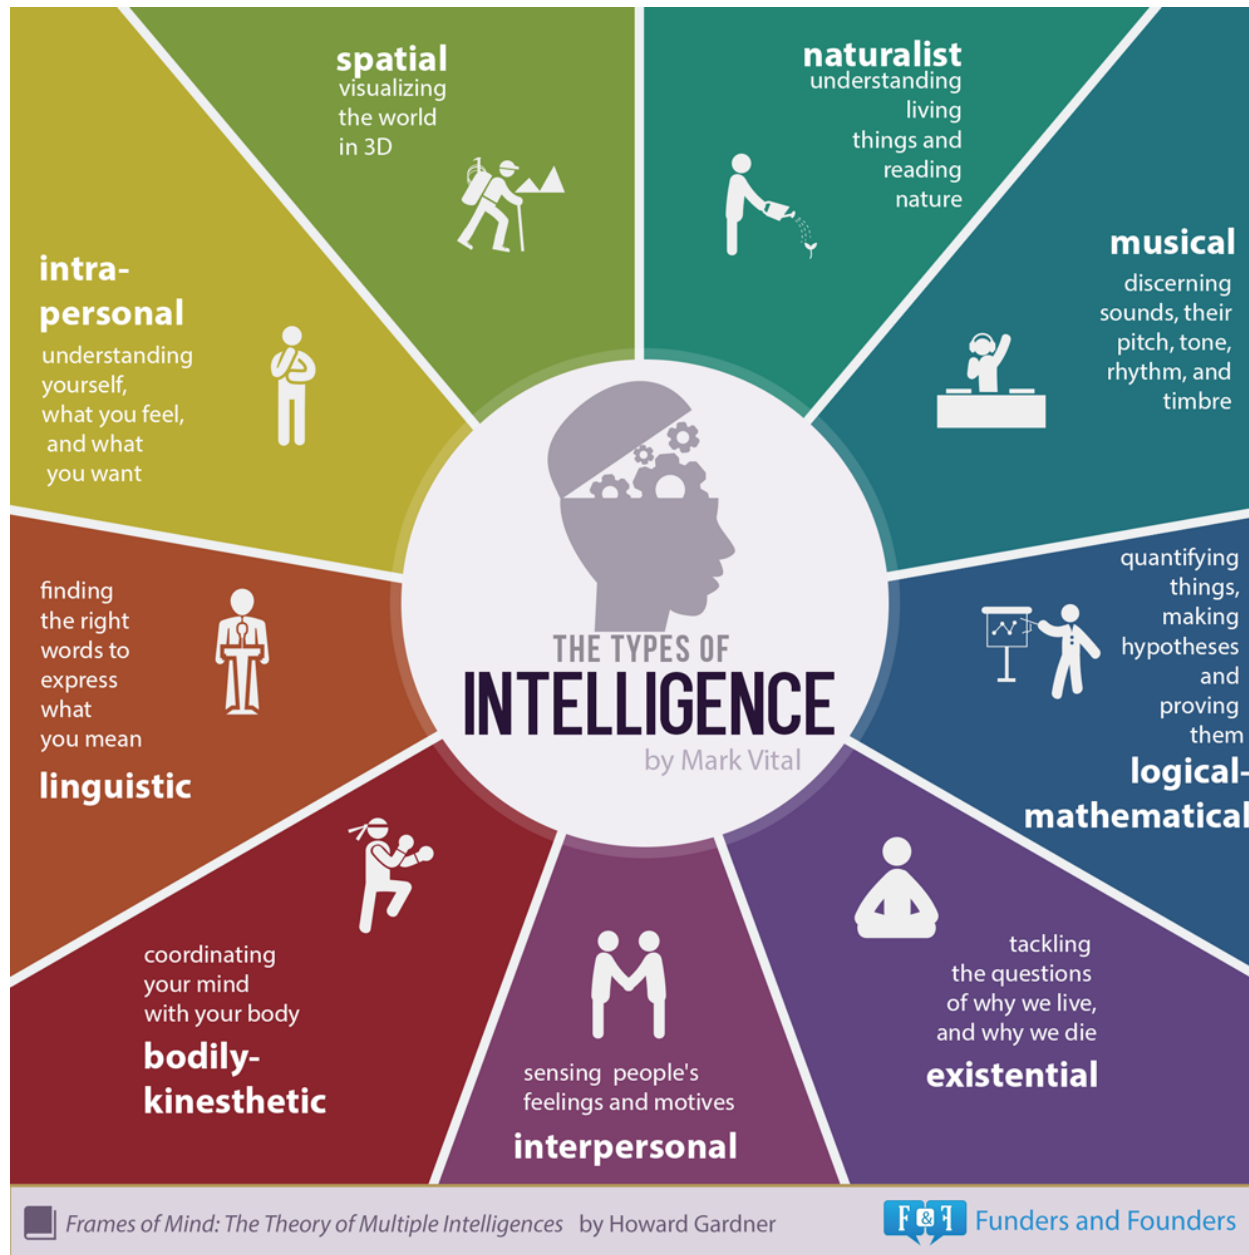 spatial
visualizing
the world
in 3D
naturalist
understanding
living
things and
reading
nature
musical
discerning
sounds, their
pitch, tone,
rhythm, and
timbre
intra-
personal
understanding
yourself,
what you feel,
and what
you want
quantifying
things,
making
hypotheses
and
proving
them
logical-
mathematical
finding
the right
words to
express
what
you mean
linguistic
THE TYPES OF
INTELLIGENCE
by Mark Vital
coordinating
your mind
with your body
bodily-
kinesthetic
sensing people's
feelings and motives
interpersonal
tackling
the questions
of why we live,
and why we die
existential
Frames of Mind: The Theory of Multiple Intelligences by Howard Gardner
F&F Funders and Founders